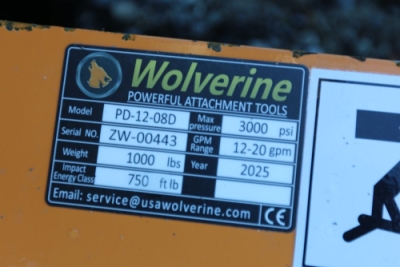 Wolverine
POWERFUL ATTACHMENT TOOLS
Model PD-12-08D Max pressure 3000 psi
Serial NO. ZW-00443 GPM Range 12-20 gpm
Weight 1000 lbs Year 2025
Impact Energy Class 750 ft lb
Email: service@usawolverine.com CE